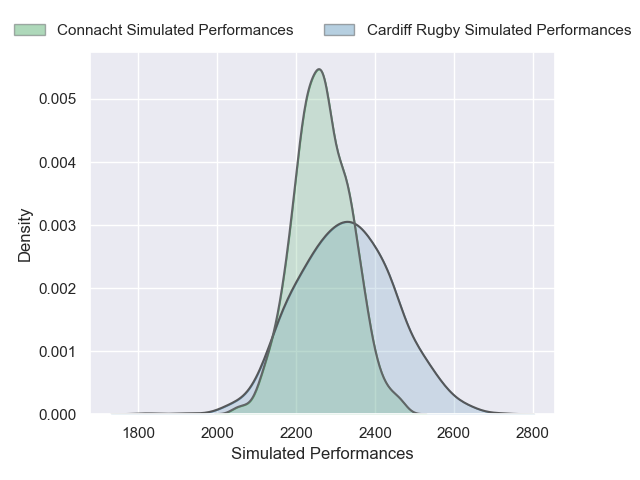 Connacht Simulated Performances
Cardiff Rugby Simulated Performances
0.005
0.004
0.003
0.002
0.001
0.000
Density
1800 2000 2200 2400 2600 2800
Simulated Performances